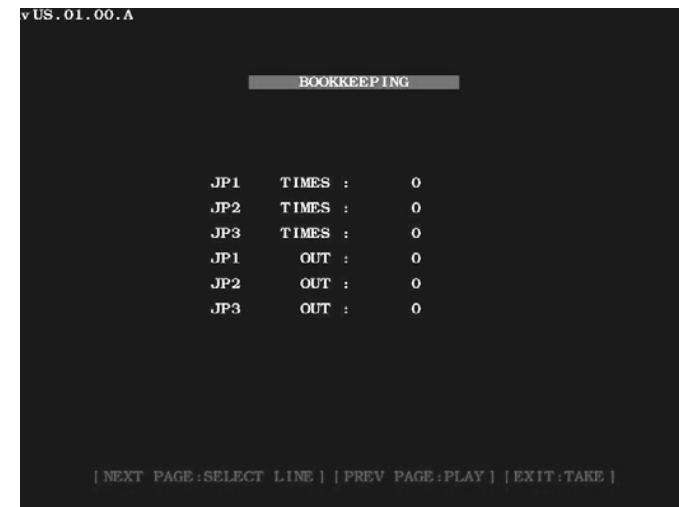 v US.01.00.A
BOOKKEEPING
JP1 TIMES : 0
JP2 TIMES : 0
JP3 TIMES : 0
JP1 OUT : 0
JP2 OUT : 0
JP3 OUT : 0
[NEXT PAGE:SELECT LINE] [PREV PAGE:PLAY] [EXIT:TAKE]